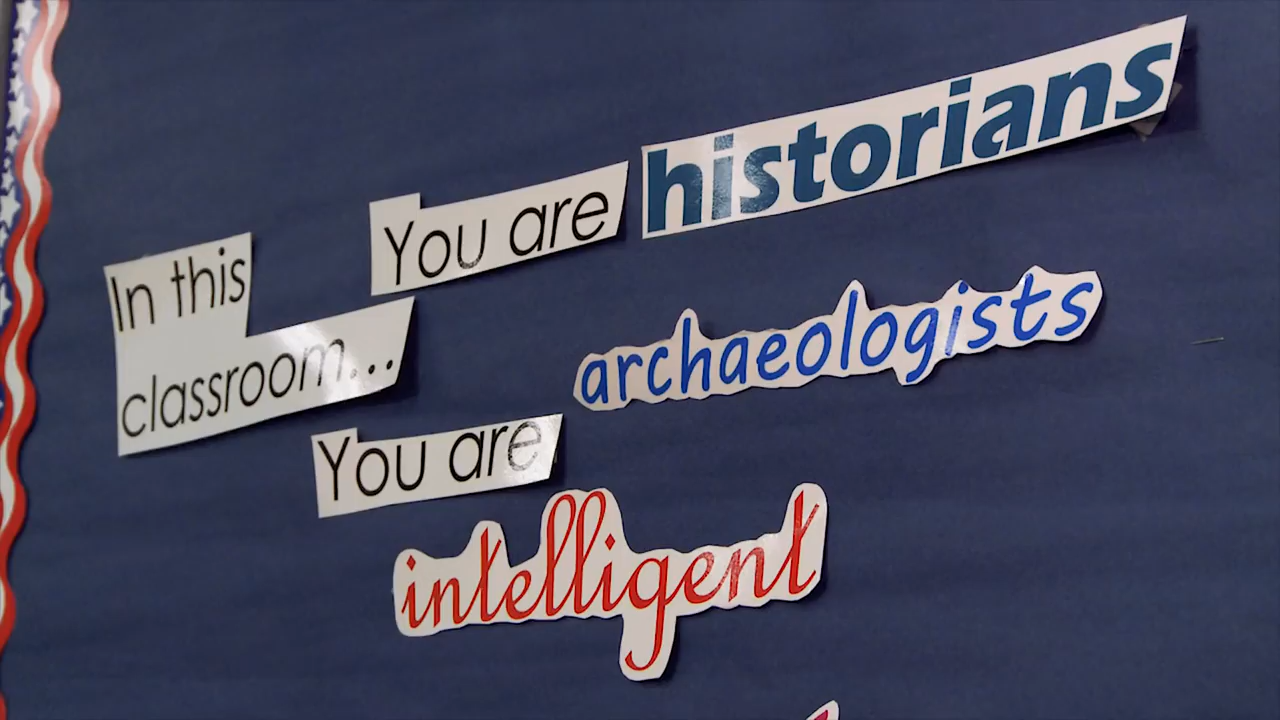 In this
classroom...
You are historians
archaeologists
You are
intelligent